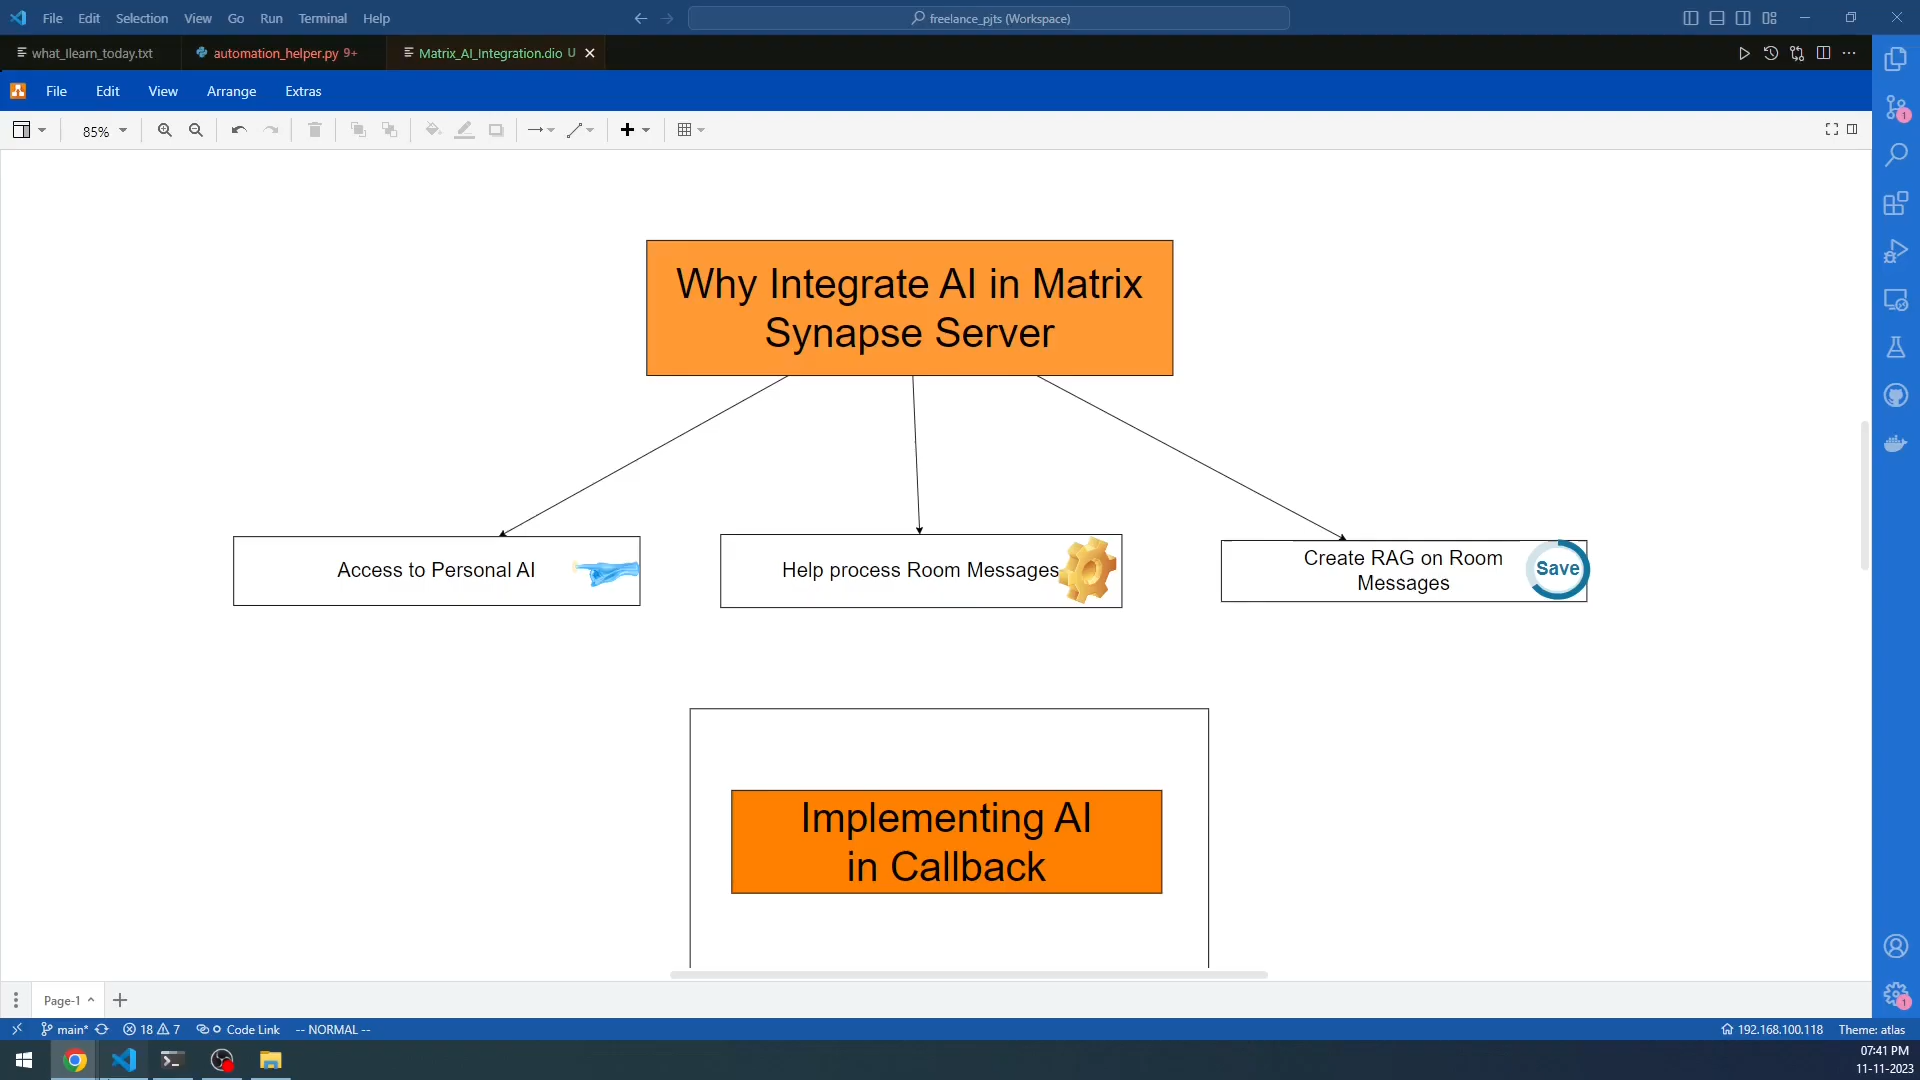 File Edit Selection View Go Run Terminal Help
freelance_pjts (Workspace)
what_Ilearn_today.txt
automation_helper.py 9+
Matrix_AI_Integration.dio U
File Edit View Arrange Extras
85%
Why Integrate AI in Matrix
Synapse Server
Access to Personal AI
Help process Room Messages
Create RAG on Room
Messages
Save
Implementing AI
in Callback
Page-1
main* 18 7 Code Link -- NORMAL --
192.168.100.118 Theme: atlas
1
1
07:41 PM
11-11-2023